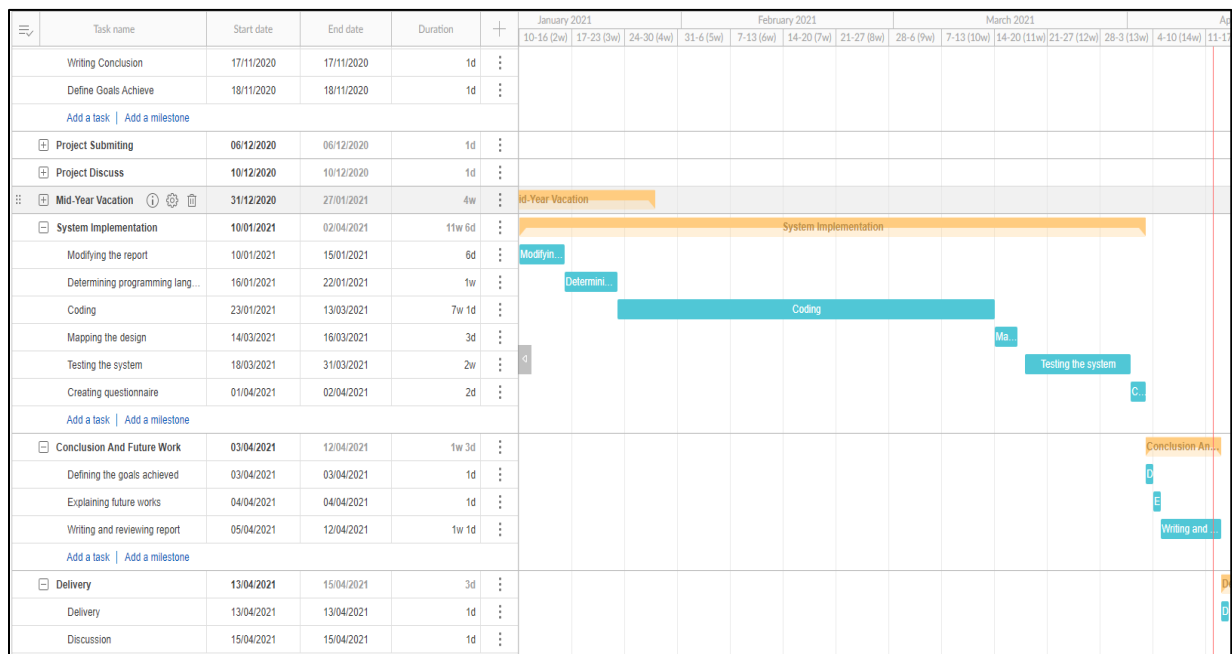 Task name Start date End date Duration January 2021 February 2021 March 2021 Ap
10-16 (2w) 17-23 (3w) 24-30 (4w) 31-6 (5w) 7-13 (6w) 14-20 (7w) 21-27 (8w) 28-6 (9w) 7-13 (10w) 14-20 (11w) 21-27 (12w) 28-3 (13w) 4-10 (14w) 11-17
Writing Conclusion 17/11/2020 17/11/2020 1d
Define Goals Achieve 18/11/2020 18/11/2020 1d
Add a task | Add a milestone
Project Submiting 06/12/2020 06/12/2020 1d
Project Discuss 10/12/2020 10/12/2020 1d
Mid-Year Vacation 31/12/2020 27/01/2021 4w id-Year Vacation
System Implementation 10/01/2021 02/04/2021 11w 6d System Implementation
Modifying the report 10/01/2021 15/01/2021 6d Modifyin...
Determining programming lang... 16/01/2021 22/01/2021 1w Determini...
Coding 23/01/2021 13/03/2021 7w 1d Coding
Mapping the design 14/03/2021 16/03/2021 3d Ma...
Testing the system 18/03/2021 31/03/2021 2w Testing the system
Creating questionnaire 01/04/2021 02/04/2021 2d C...
Add a task | Add a milestone
Conclusion And Future Work 03/04/2021 12/04/2021 1w 3d Conclusion An...
Defining the goals achieved 03/04/2021 03/04/2021 1d D
Explaining future works 04/04/2021 04/04/2021 1d E
Writing and reviewing report 05/04/2021 12/04/2021 1w 1d Writing and ...
Add a task | Add a milestone
Delivery 13/04/2021 15/04/2021 3d De
Delivery 13/04/2021 13/04/2021 1d D
Discussion 15/04/2021 15/04/2021 1d